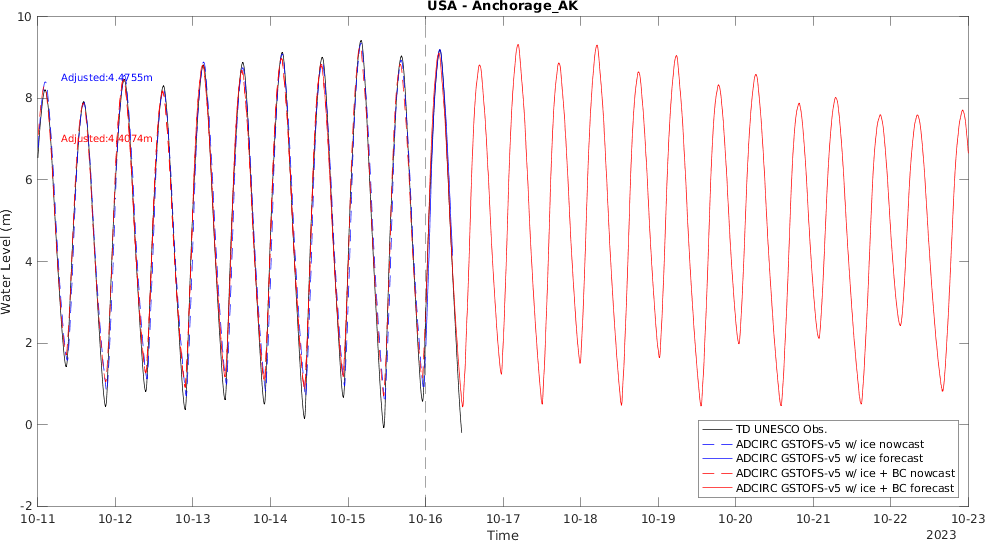 USA - Anchorage_AK
10
8
6
4
2
0
-2
Water Level (m)
Adjusted:4.4755m
Adjusted:4.4074m
TD UNESCO Obs.
ADCIRC GSTOFS-v5 w/ ice nowcast
ADCIRC GSTOFS-v5 w/ ice forecast
ADCIRC GSTOFS-v5 w/ ice + BC nowcast
ADCIRC GSTOFS-v5 w/ ice + BC forecast
10-11 10-12 10-13 10-14 10-15 10-16 10-17 10-18 10-19 10-20 10-21 10-22 10-23
Time
2023